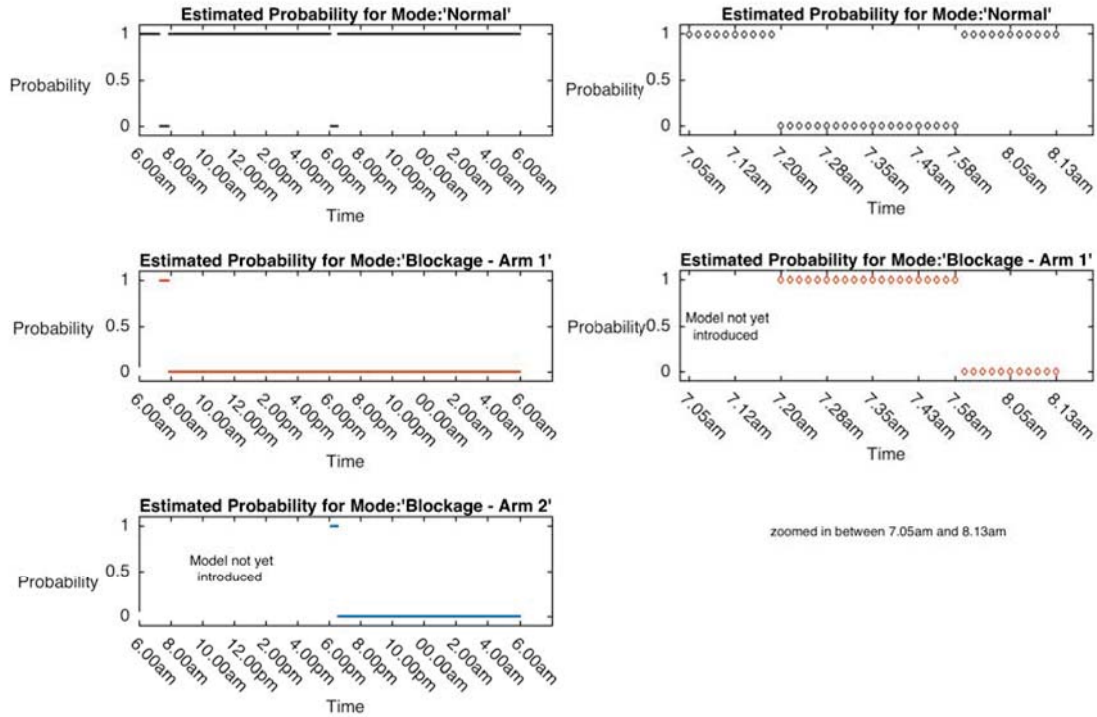 Estimated Probability for Mode:'Normal'
1
Probability 0.5
0
6.00am 8.00am 10.00am 12.00pm 2.00pm 4.00pm 6.00pm 8.00pm 10.00pm 00.00am 2.00am 4.00am 6.00am
Time
Estimated Probability for Mode:'Blockage - Arm 1'
1
Probability 0.5
0
6.00am 8.00am 10.00am 12.00pm 2.00pm 4.00pm 6.00pm 8.00pm 10.00pm 00.00am 2.00am 4.00am 6.00am
Time
Estimated Probability for Mode:'Blockage - Arm 2'
1
Model not yet
introduced
Probability 0.5
0
6.00am 8.00am 10.00am 12.00pm 2.00pm 4.00pm 6.00pm 8.00pm 10.00pm 00.00am 2.00am 4.00am 6.00am
Time
Estimated Probability for Mode:'Normal'
1
Probability 0.5
0
7.05am 7.12am 7.20am 7.28am 7.35am 7.43am 7.58am 8.05am 8.13am
Time
Estimated Probability for Mode:'Blockage - Arm 1'
1
Model not yet
introduced
Probability 0.5
0
7.05am 7.12am 7.20am 7.28am 7.35am 7.43am 7.58am 8.05am 8.13am
Time
zoomed in between 7.05am and 8.13am